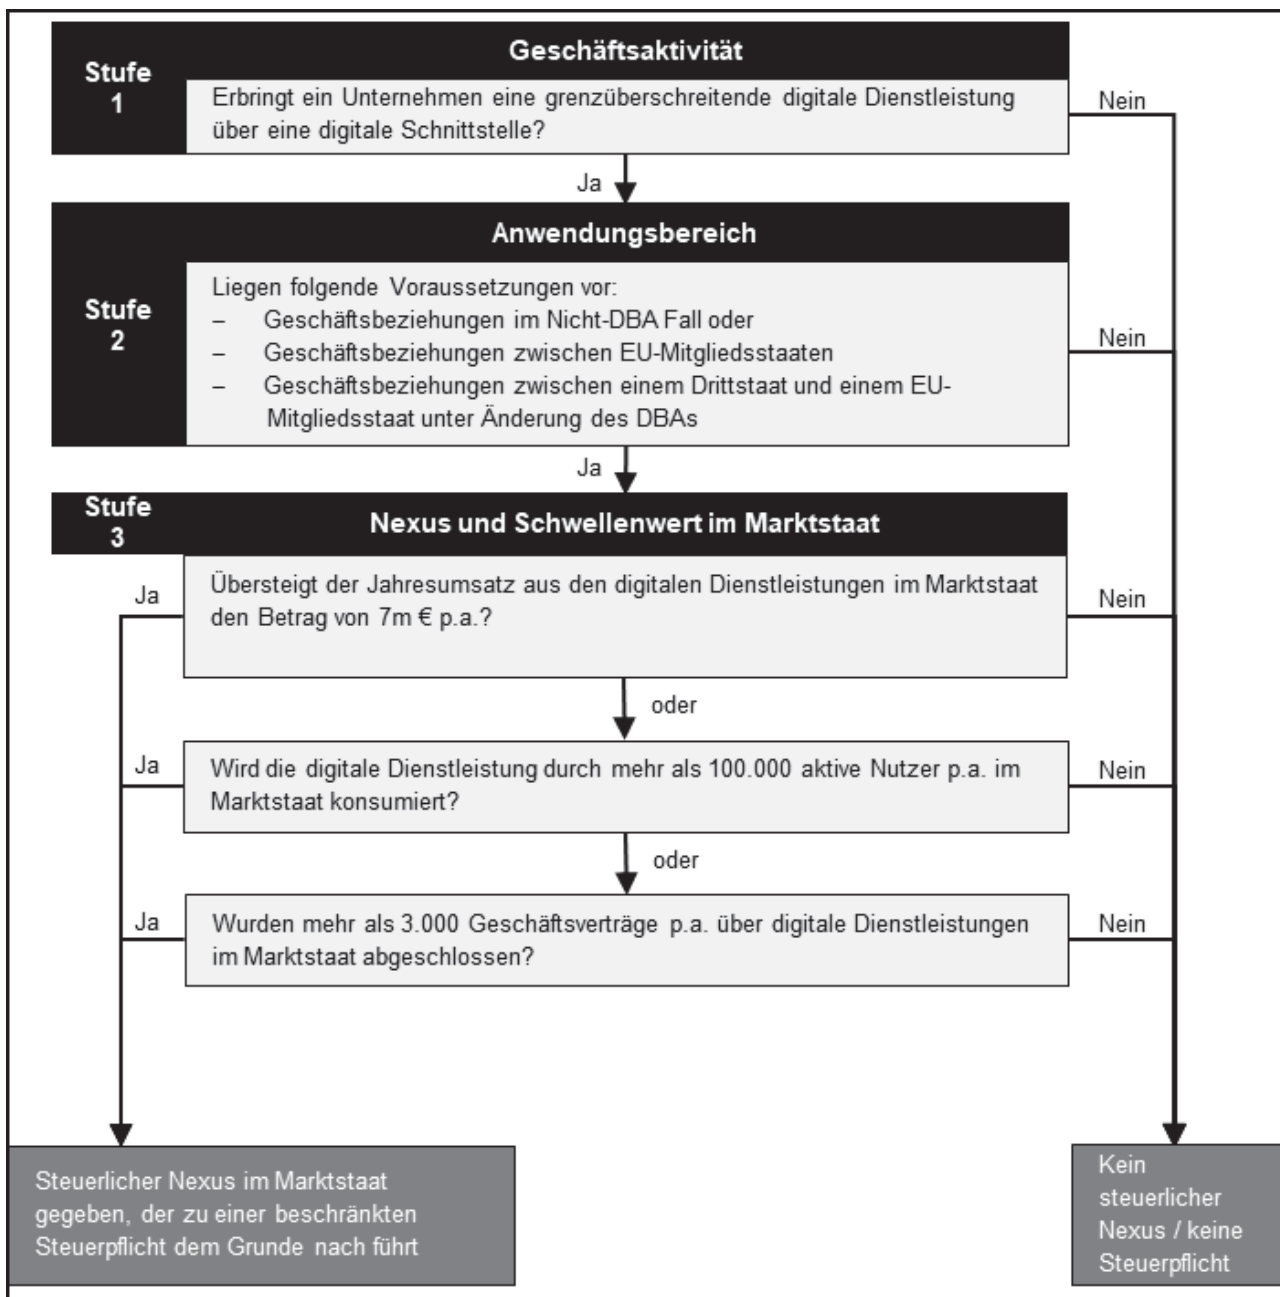 Geschäftsaktivität
Stufe
1
Erbringt ein Unternehmen eine grenzüberschreitende digitale Dienstleistung
über eine digitale Schnittstelle?
Nein
Ja
Anwendungsbereich
Stufe
2
Liegen folgende Voraussetzungen vor:
– Geschäftsbeziehungen im Nicht-DBA Fall oder
– Geschäftsbeziehungen zwischen EU-Mitgliedsstaaten
– Geschäftsbeziehungen zwischen einem Drittstaat und einem EU-
Mitgliedsstaat unter Änderung des DBAs
Nein
Ja
Stufe
3
Nexus und Schwellenwert im Marktstaat
Ja
Übersteigt der Jahresumsatz aus den digitalen Dienstleistungen im Marktstaat
den Betrag von 7m € p.a.?
Nein
oder
Ja
Wird die digitale Dienstleistung durch mehr als 100.000 aktive Nutzer p.a. im
Marktstaat konsumiert?
Nein
oder
Ja
Wurden mehr als 3.000 Geschäftsverträge p.a. über digitale Dienstleistungen
im Marktstaat abgeschlossen?
Nein
Steuerlicher Nexus im Marktstaat
gegeben, der zu einer beschränkten
Steuerpflicht dem Grunde nach führt
Kein
steuerlicher
Nexus / keine
Steuerpflicht